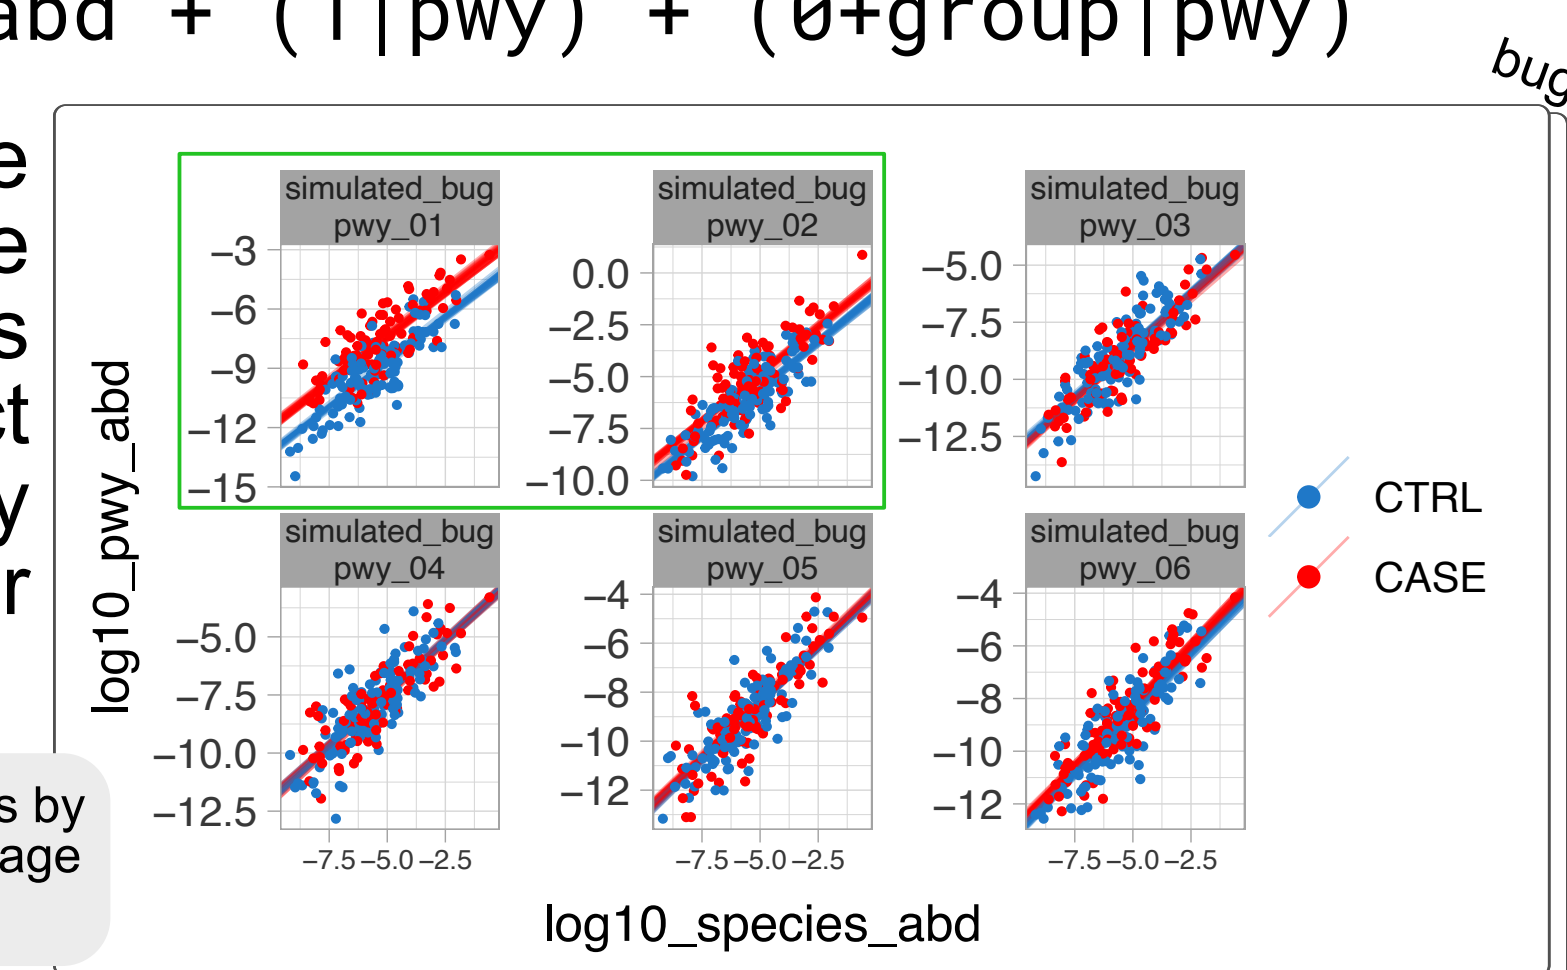 abd + (1|pwy) + (0+group|pwy)
bug
e
e
s
ct
y
r
s by
age
log10_pwy_abd
simulated_bug
pwy_01
−3
−6
−9
−12
−15
simulated_bug
pwy_02
0.0
−2.5
−5.0
−7.5
−10.0
simulated_bug
pwy_03
−5.0
−7.5
−10.0
−12.5
CTRL
CASE
simulated_bug
pwy_04
−5.0
−7.5
−10.0
−12.5
−7.5 −5.0 −2.5
simulated_bug
pwy_05
−4
−6
−8
−10
−12
−7.5 −5.0 −2.5
simulated_bug
pwy_06
−4
−6
−8
−10
−12
−7.5 −5.0 −2.5
log10_species_abd